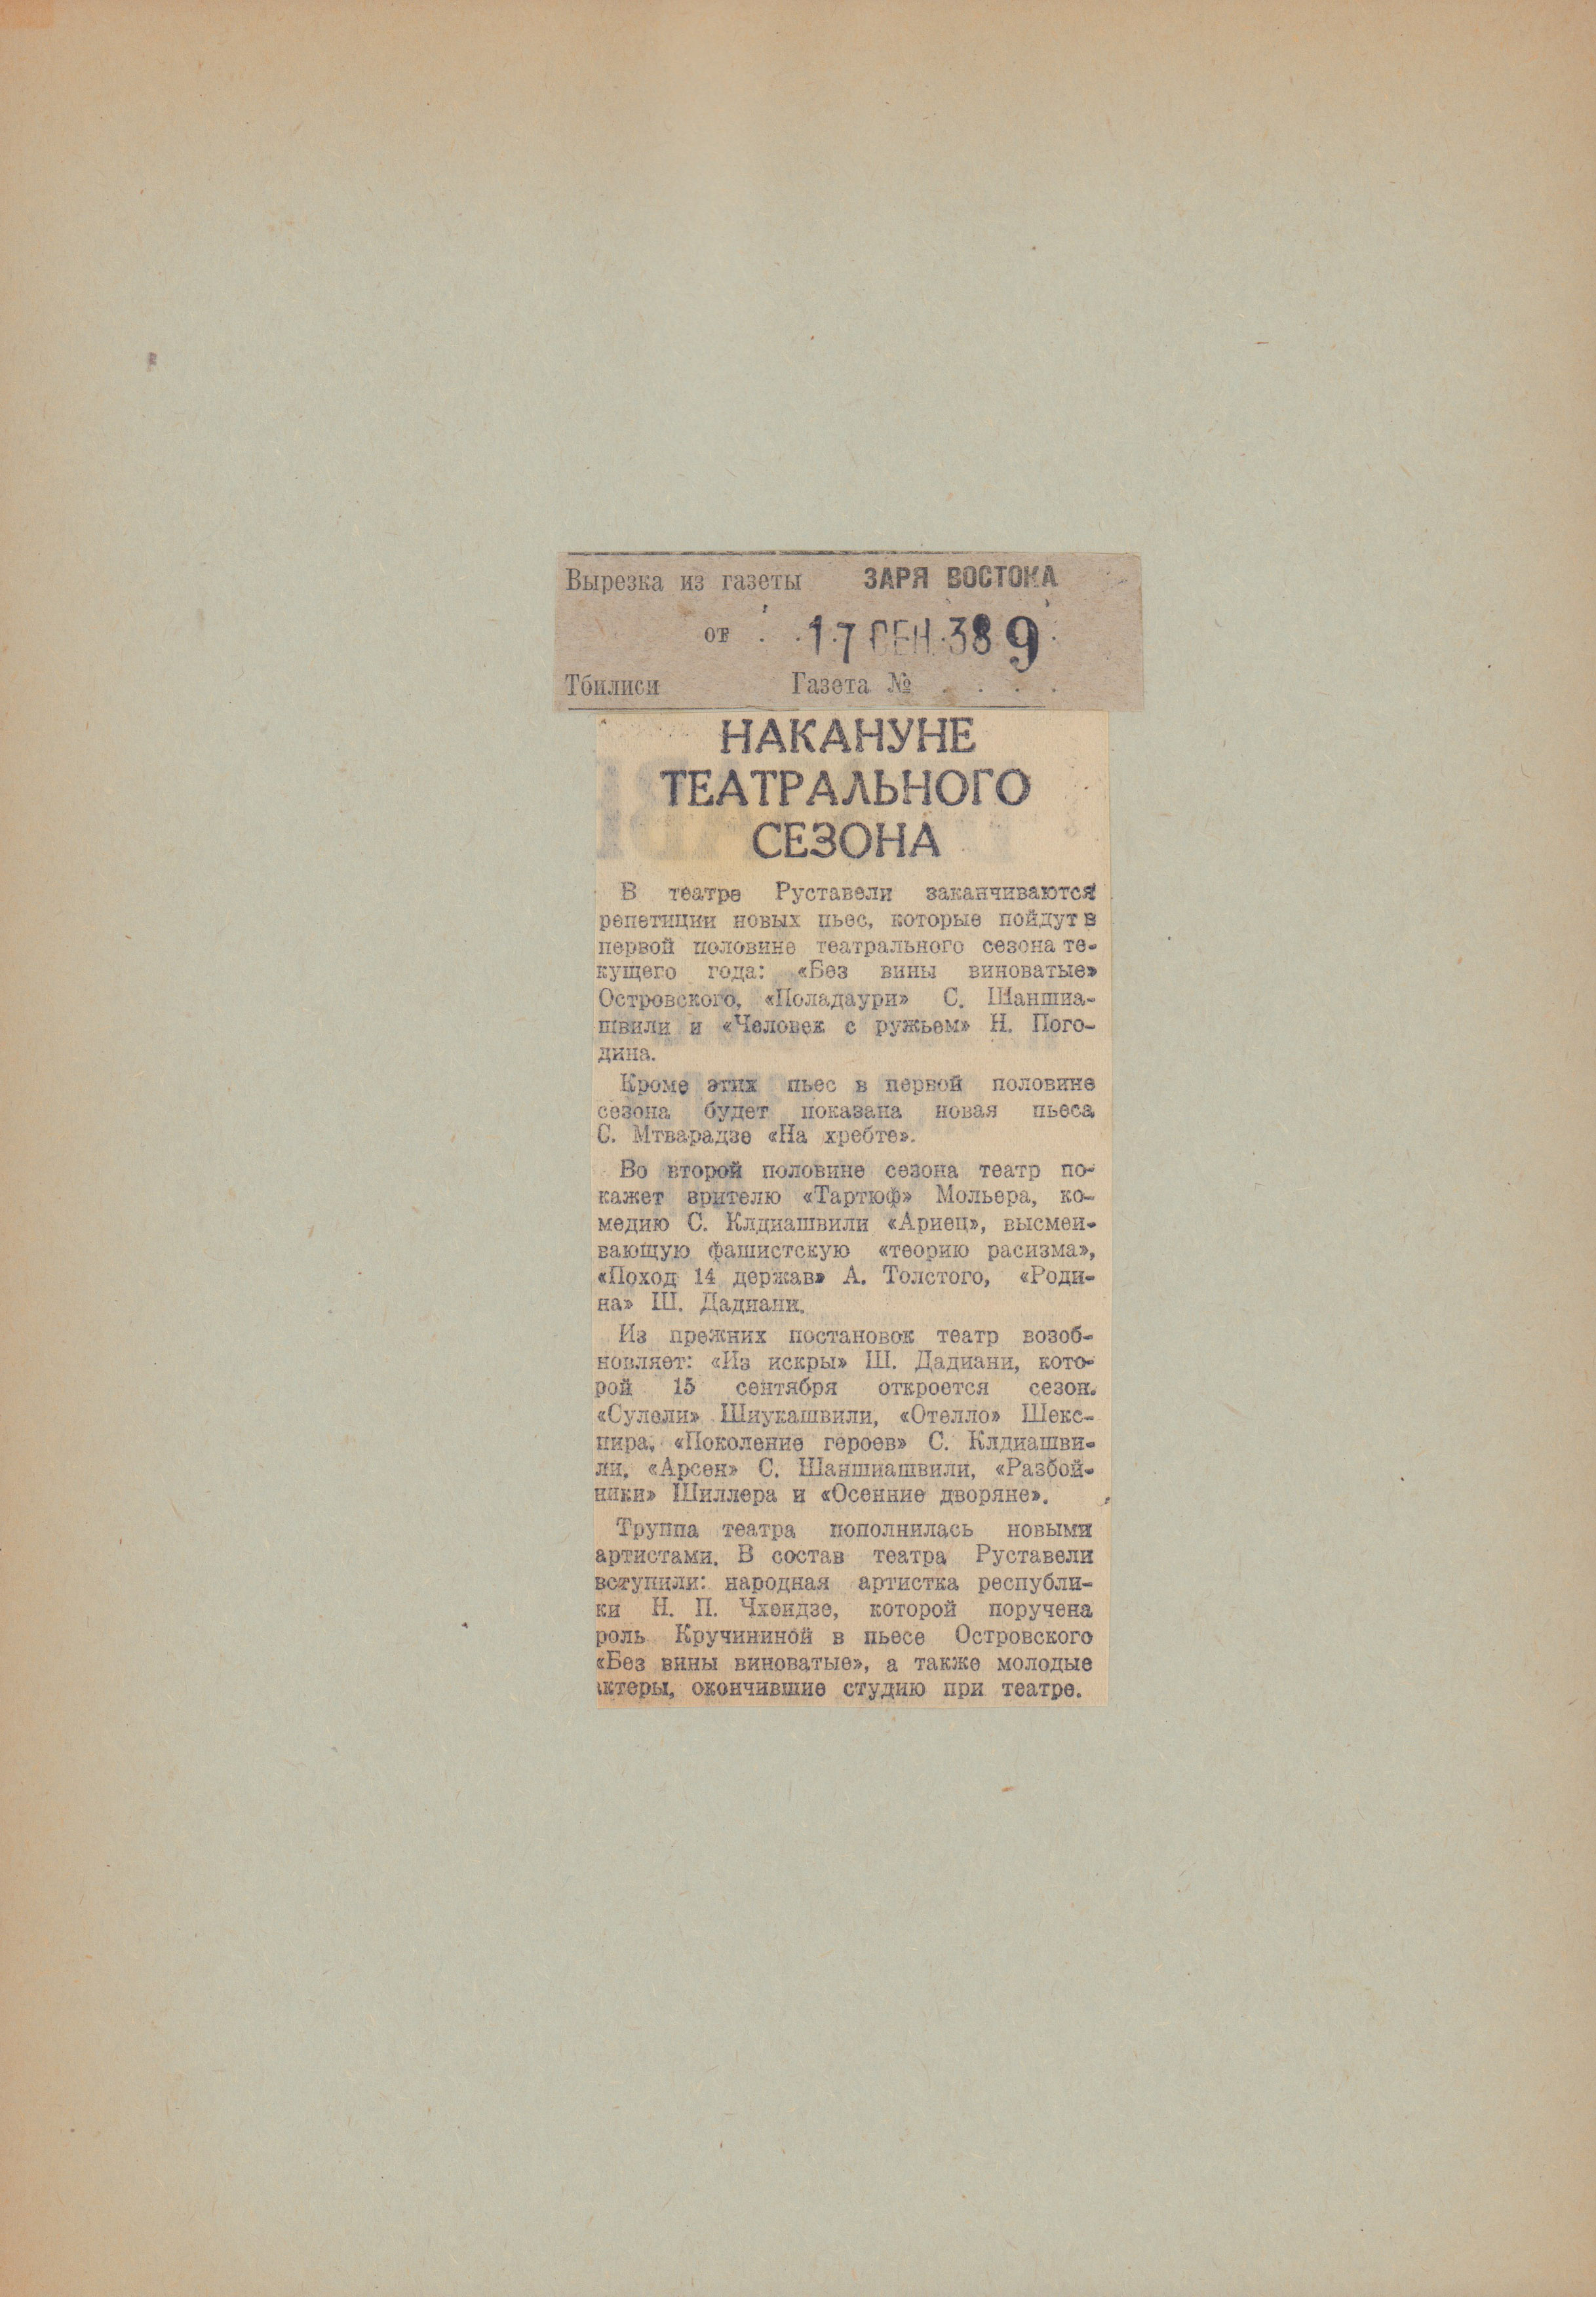 Вырезка из газеты ЗАРЯ ВОСТОКА
от . . 17 СЕН. 38 9
Тбилиси Газета № . . . .
НАКАНУНЕ
ТЕАТРАЛЬНОГО
СЕЗОНА
В театре Руставели заканчиваются
репетиции новых пьес, которые пойдут в
первой половине театрального сезона те-
кущего года: «Без вины виноватые»
Островского, «Поладаури» С. Шаншиа-
швили и «Человек с ружьем» Н. Пого-
дина.
Кроме этих пьес в первой половине
сезона будет показана новая пьеса
С. Мтварадзе «На хребте».
Во второй половине сезона театр по-
кажет зрителю «Тартюф» Мольера, ко-
медию С. Клдиашвили «Ариец», высмеи-
вающую фашистскую «теорию расизма»,
«Поход 14 держав» А. Толстого, «Роди-
на» Ш. Дадиани.
Из прежних постановок театр возоб-
новляет: «Из искры» Ш. Дадиани, кото-
рой 15 сентября откроется сезон.
«Сулели» Шиукашвили, «Отелло» Шекс-
пира, «Поколение героев» С. Клдиашви-
ли, «Арсен» С. Шаншиашвили, «Разбой-
ники» Шиллера и «Осенние дворяне».
Труппа театра пополнилась новыми
артистами. В состав театра Руставели
вступили: народная артистка республи-
ки Н. П. Чхеидзе, которой поручена
роль Кручининой в пьесе Островского
«Без вины виноватые», а также молодые
актеры, окончившие студию при театре.